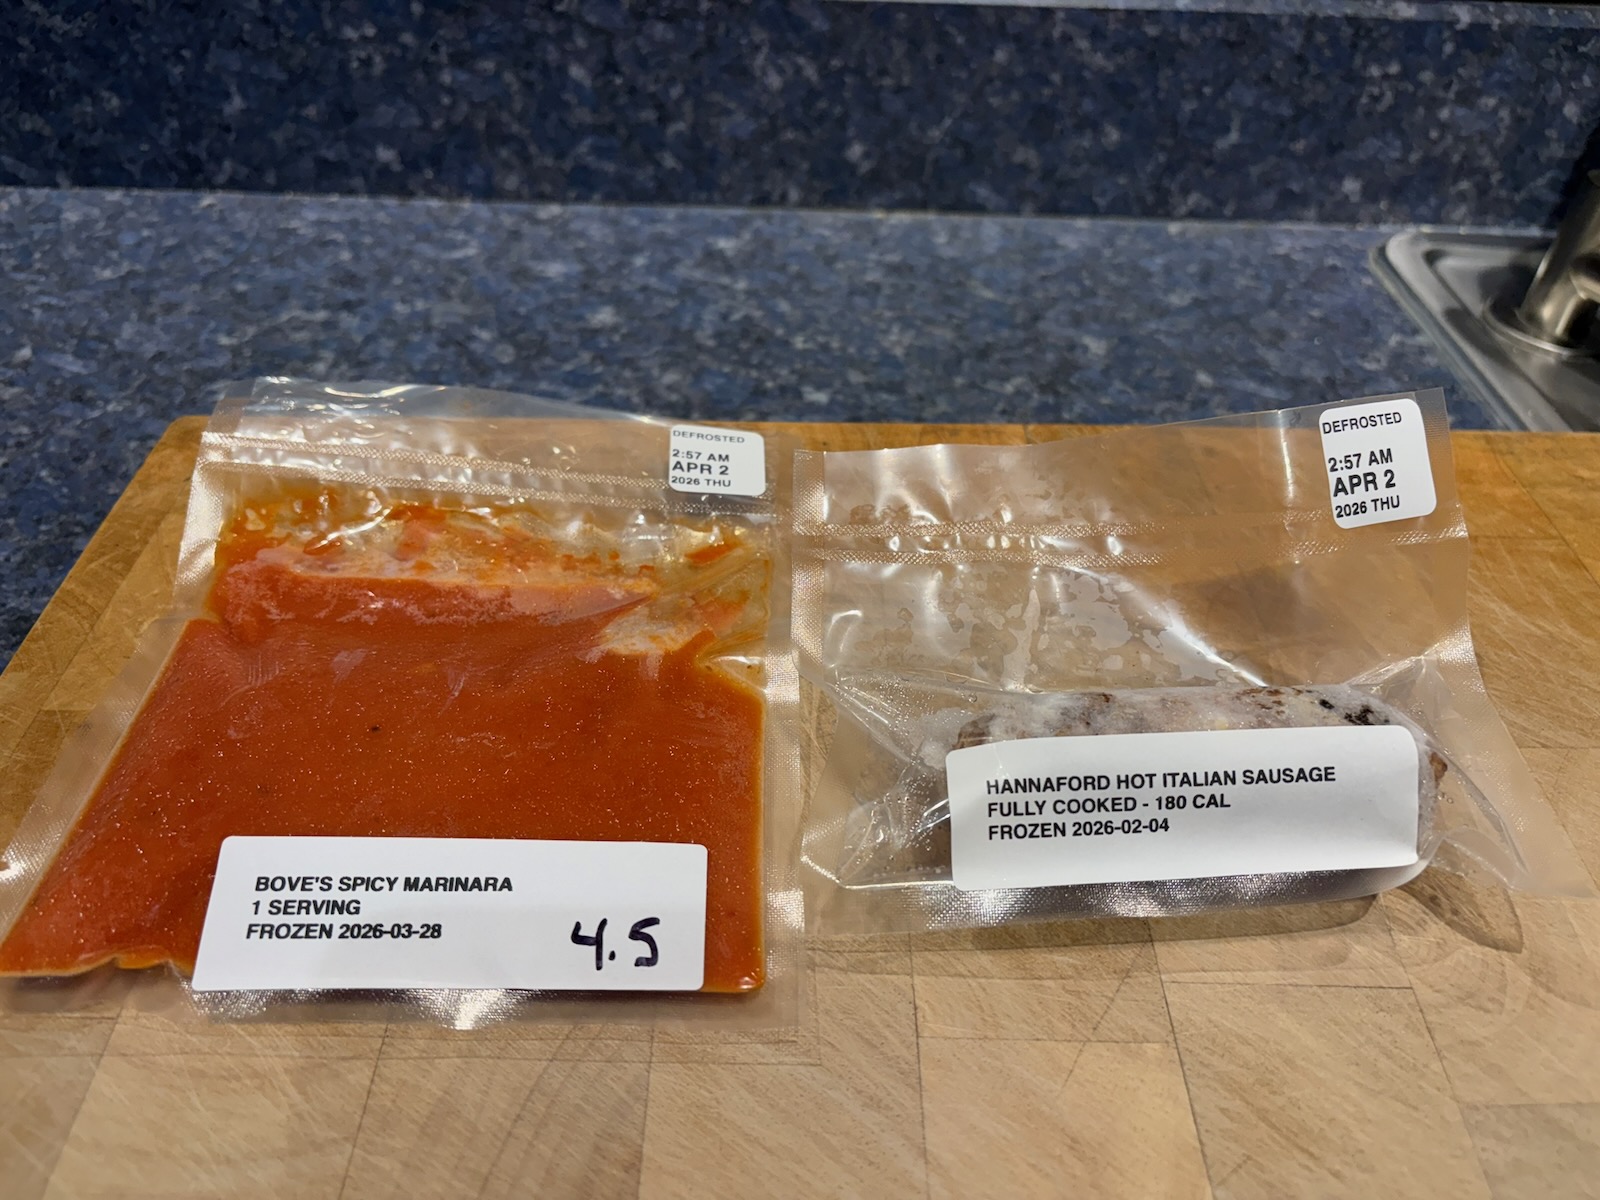 DEFROSTED
2:57 AM
APR 2
2026 THU
BOVE'S SPICY MARINARA
1 SERVING
FROZEN 2026-03-28
4.5
DEFROSTED
2:57 AM
APR 2
2026 THU
HANNAFORD HOT ITALIAN SAUSAGE
FULLY COOKED - 180 CAL
FROZEN 2026-02-04